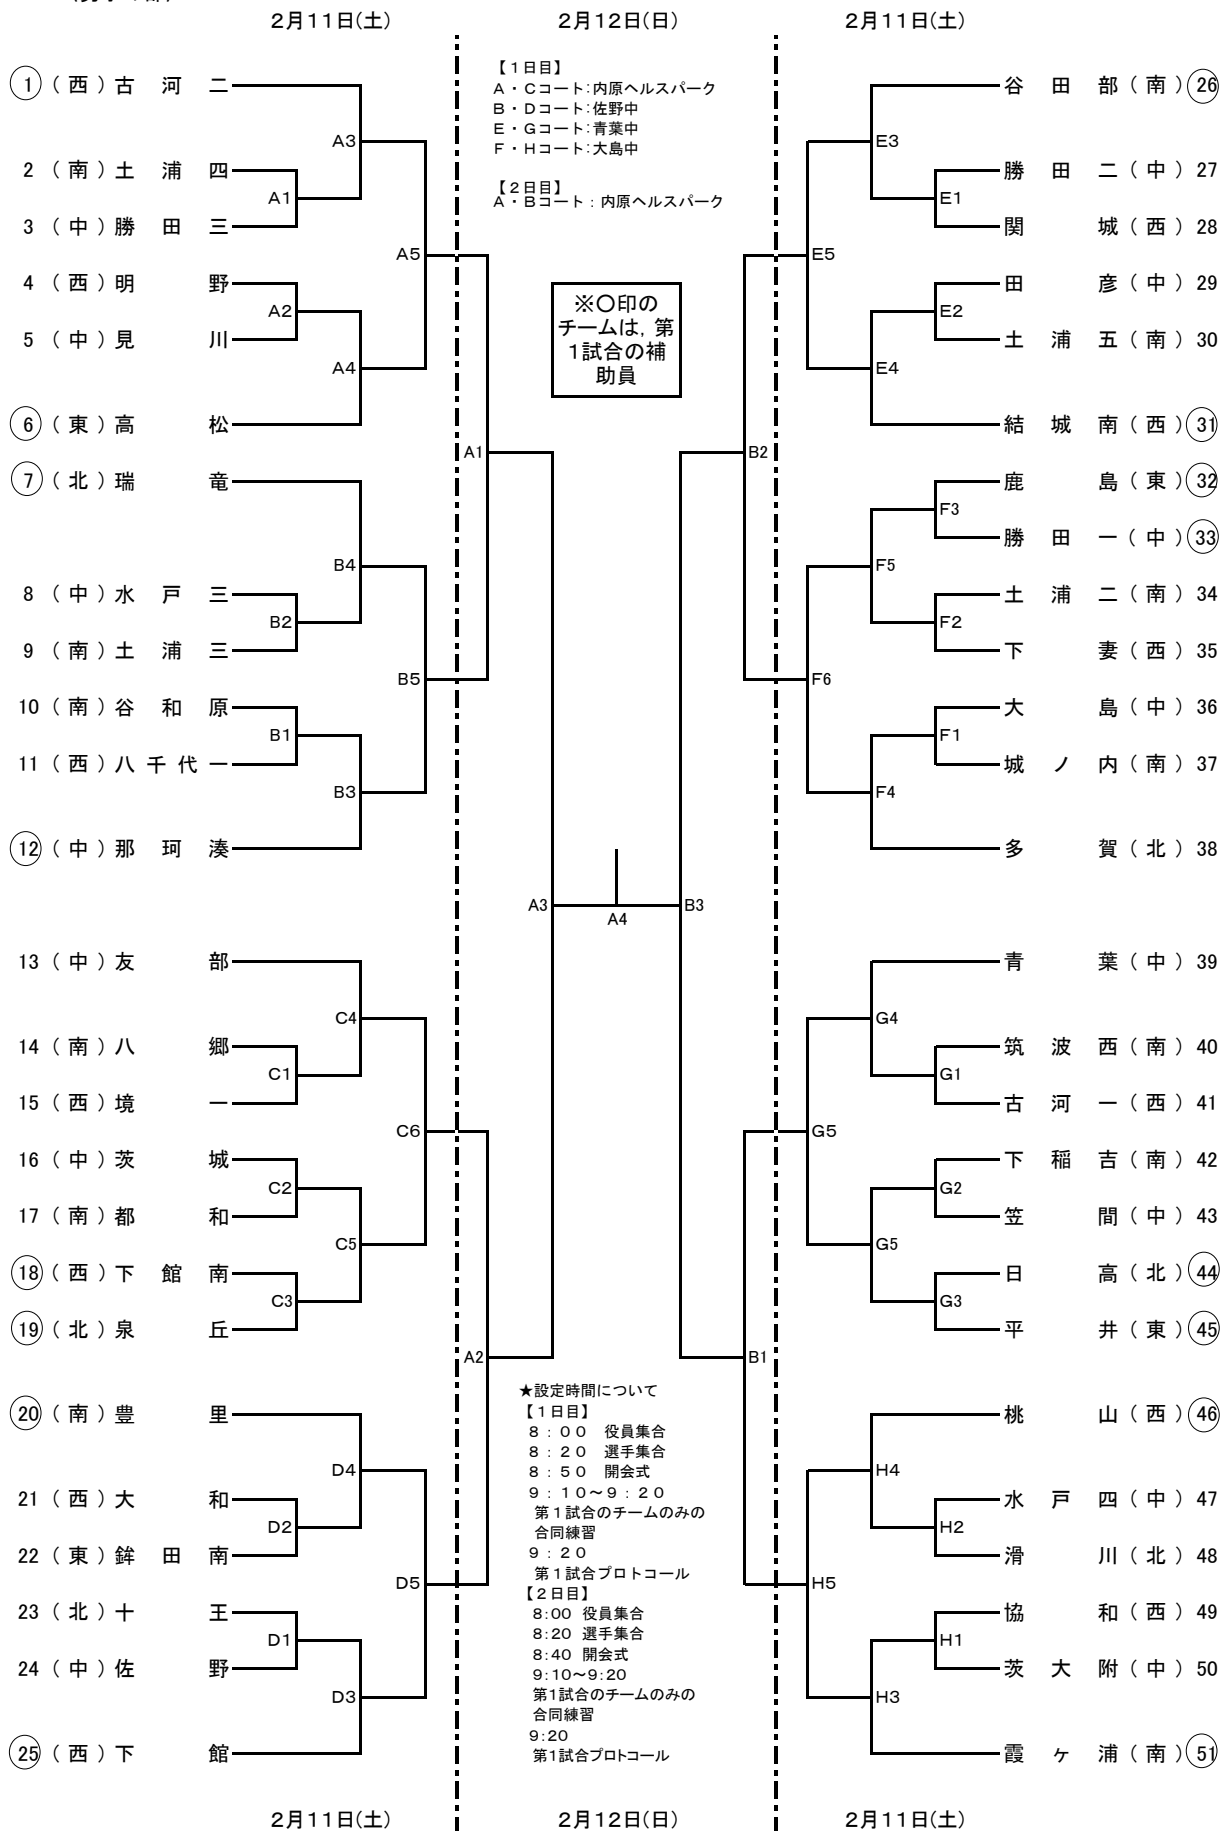 2月11日(土)
2月12日(日)
2月11日(土)
【1日目】
A・Cコート：内原ヘルスパーク
B・Dコート：佐野中
E・Gコート：青葉中
F・Hコート：大島中
【2日目】
A・Bコート：内原ヘルスパーク
※○印の
チームは，第
1試合の補
助員
1（西）古河二
2（南）土浦四
3（中）勝田三
4（西）明野
5（中）見川
6（東）高松
7（北）瑞竜
8（中）水戸三
9（南）土浦三
10（南）谷和原
11（西）八千代一
12（中）那珂湊
13（中）友部
14（南）八郷
15（西）境一
16（中）茨城
17（南）都和
18（西）下館南
19（北）泉丘
20（南）豊里
21（西）大和
22（東）鉾田南
23（北）十王
24（中）佐野
25（西）下館
A3
A1
A5
A2
A4
A1
B4
B2
B5
B1
B3
A3
A4
B3
C4
C1
C6
C2
C5
C3
A2
D4
D2
D5
D1
D3
B2
B1
E3
E1
E5
E2
E4
F3
F5
F2
F6
F1
F4
G4
G1
G5
G2
G5
G3
H4
H2
H5
H1
H3
谷田部（南）26
勝田二（中）27
関城（西）28
田彦（中）29
土浦五（南）30
結城南（西）31
鹿島（東）32
勝田一（中）33
土浦二（南）34
下妻（西）35
大島（中）36
城ノ内（南）37
多賀（北）38
青葉（中）39
筑波西（南）40
古河一（西）41
下稲吉（南）42
笠間（中）43
日高（北）44
平井（東）45
桃山（西）46
水戸四（中）47
滑川（北）48
協和（西）49
茨大附（中）50
霞ヶ浦（南）51
★設定時間について
【1日目】
8：00　役員集合
8：20　選手集合
8：50　開会式
9：10～9：20
第1試合のチームのみの
合同練習
9：20
第1試合プロトコール
【2日目】
8:00 役員集合
8:20 選手集合
8:40 開会式
9:10～9:20
第1試合のチームのみの
合同練習
9:20
第1試合プロトコール
2月11日(土)
2月12日(日)
2月11日(土)